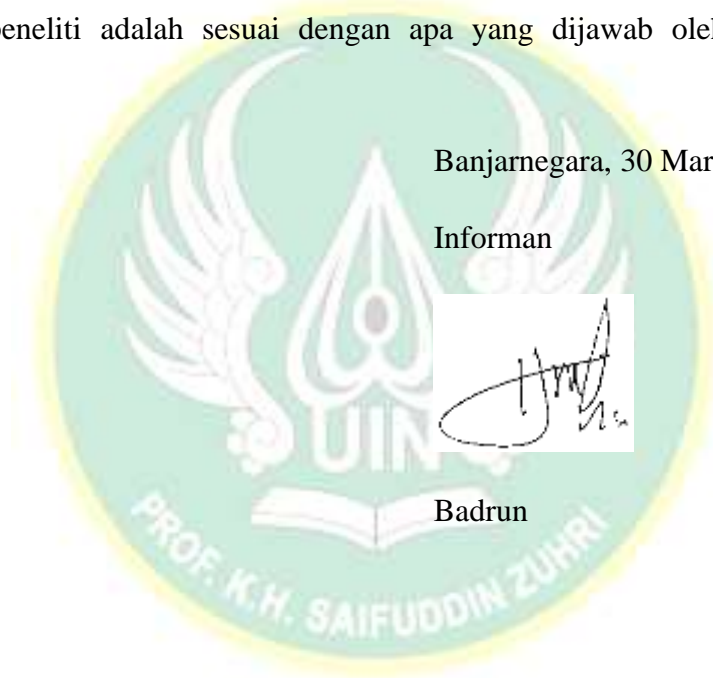 peneliti adalah sesuai dengan apa yang dijawab oleh
Banjarnegara, 30 Mar
Informan
Badrun
UIN
PROF. K.H. SAIFUDDIN ZUHRI